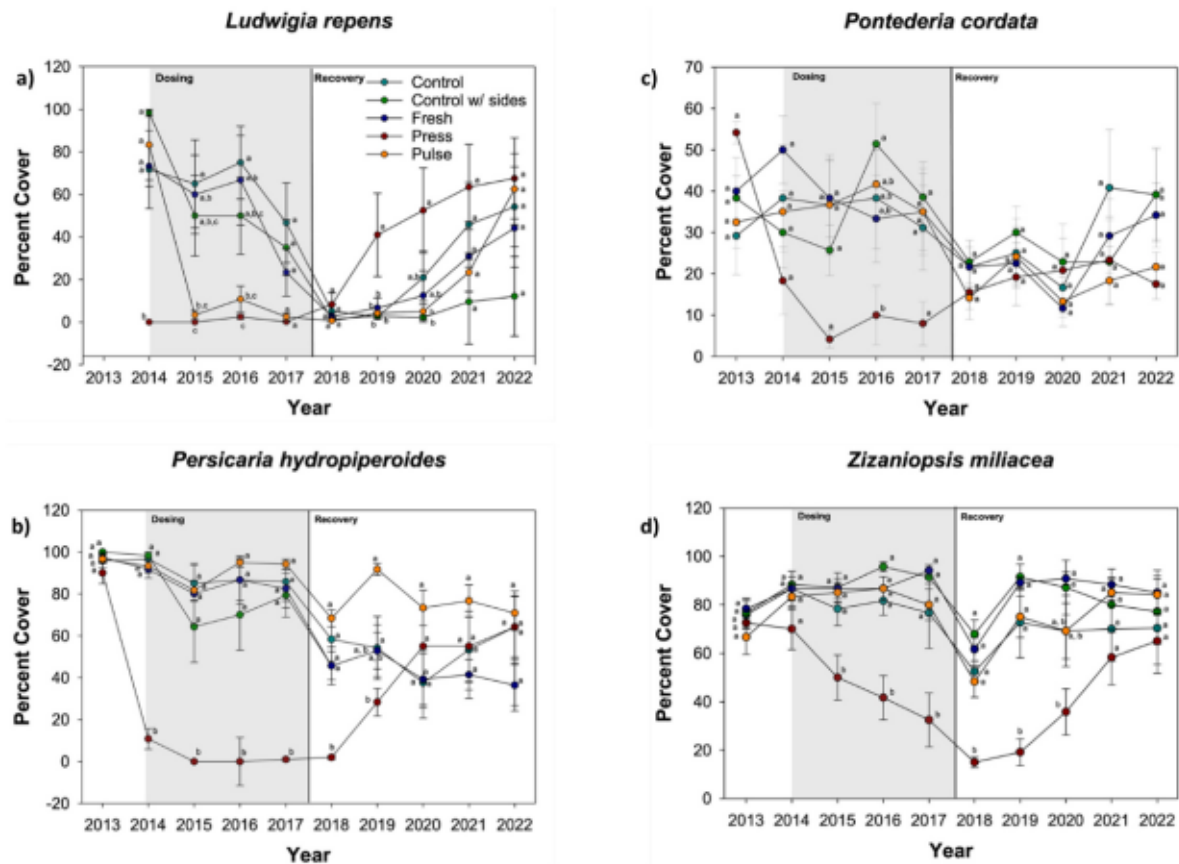 Ludwigia repens
a)
Percent Cover
120
100
80
60
40
20
0
-20
Dosing
Recovery
Control
Control w/ sides
Fresh
Press
Pulse
2013 2014 2015 2016 2017 2018 2019 2020 2021 2022
Year
Pontederia cordata
c)
Percent Cover
70
60
50
40
30
20
10
0
Dosing
Recovery
2013 2014 2015 2016 2017 2018 2019 2020 2021 2022
Year
Persicaria hydropiperoides
b)
Percent Cover
120
100
80
60
40
20
0
-20
Dosing
Recovery
2013 2014 2015 2016 2017 2018 2019 2020 2021 2022
Year
Zizaniopsis miliacea
d)
Percent Cover
120
100
80
60
40
20
0
Dosing
Recovery
2013 2014 2015 2016 2017 2018 2019 2020 2021 2022
Year